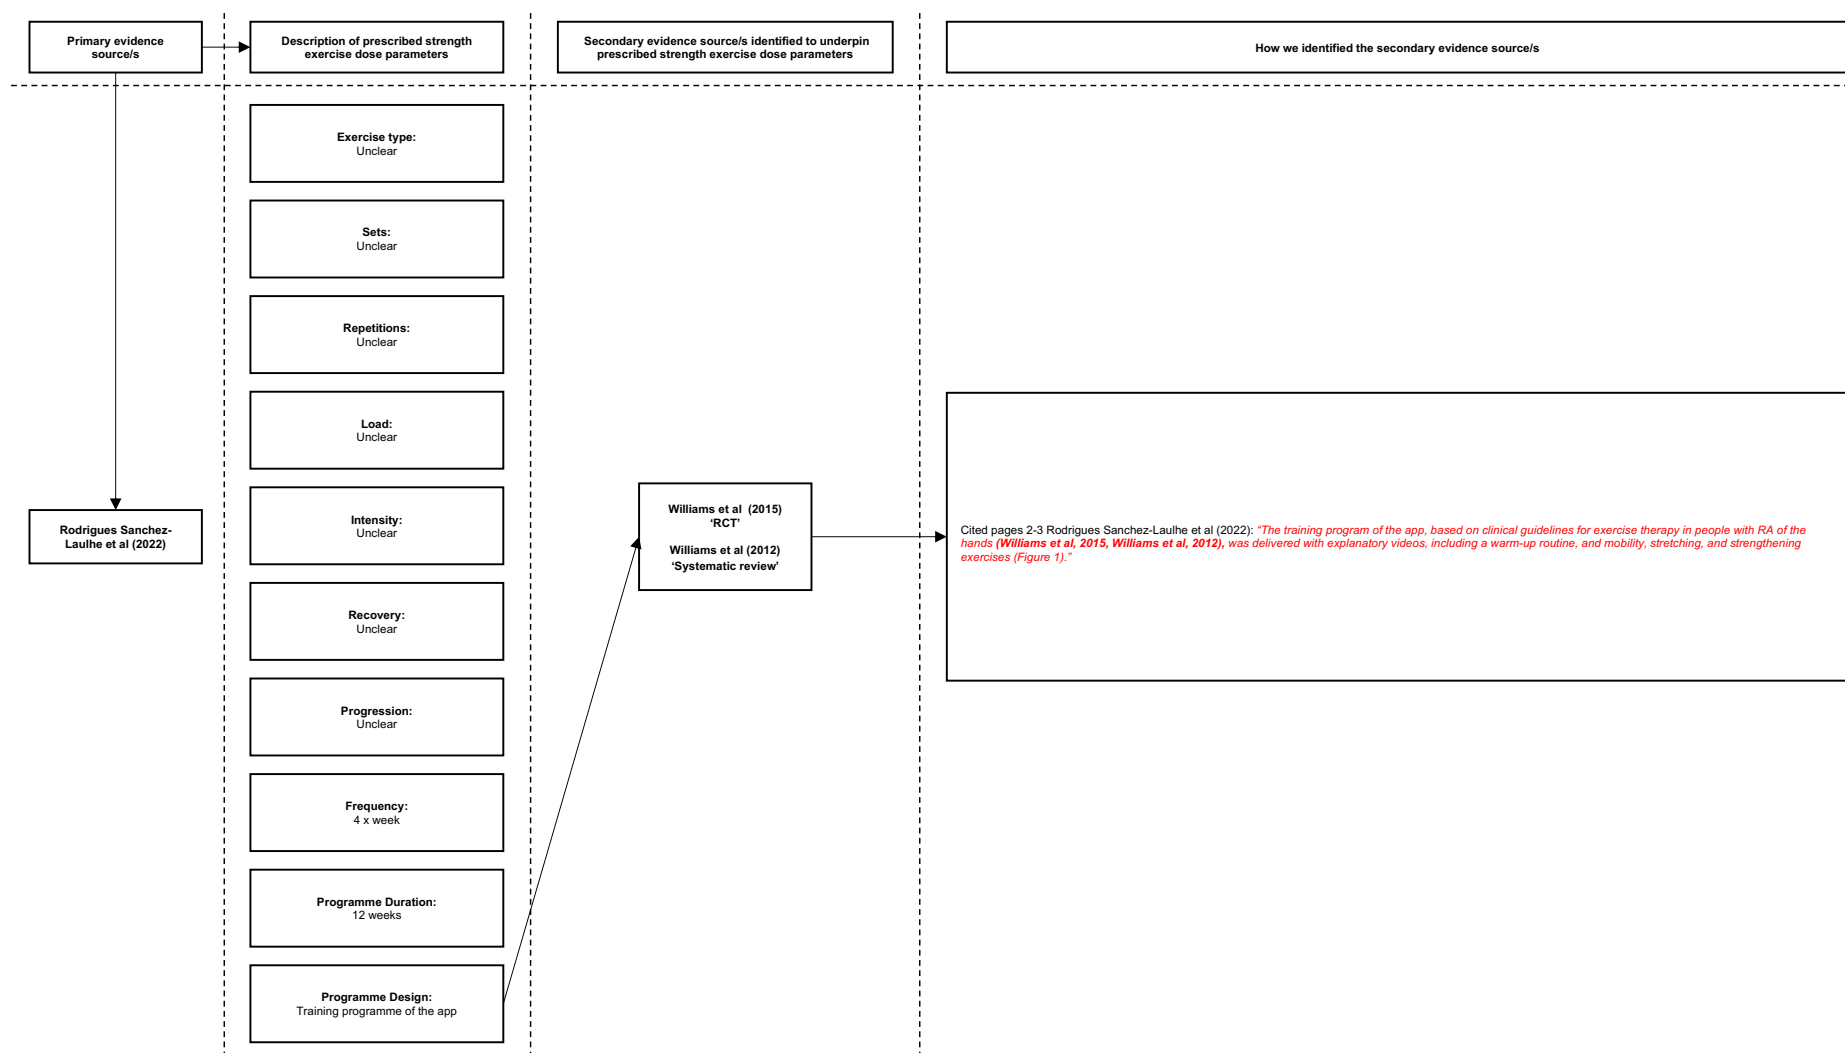 Primary evidence
source/s
Description of prescribed strength
exercise dose parameters
Secondary evidence source/s identified to underpin
prescribed strength exercise dose parameters
How we identified the secondary evidence source/s
Exercise type:
Unclear
Sets:
Unclear
Repetitions:
Unclear
Load:
Unclear
Intensity:
Unclear
Recovery:
Unclear
Progression:
Unclear
Frequency:
4 x week
Programme Duration:
12 weeks
Programme Design:
Training programme of the app
Rodrigues Sanchez-
Laulhe et al (2022)
Williams et al (2015)
‘RCT’
Williams et al (2012)
‘Systematic review’
Cited pages 2-3 Rodrigues Sanchez-Laulhe et al (2022): “The training program of the app, based on clinical guidelines for exercise therapy in people with RA of the
hands (Williams et al, 2015, Williams et al, 2012), was delivered with explanatory videos, including a warm-up routine, and mobility, stretching, and strengthening
exercises (Figure 1).”